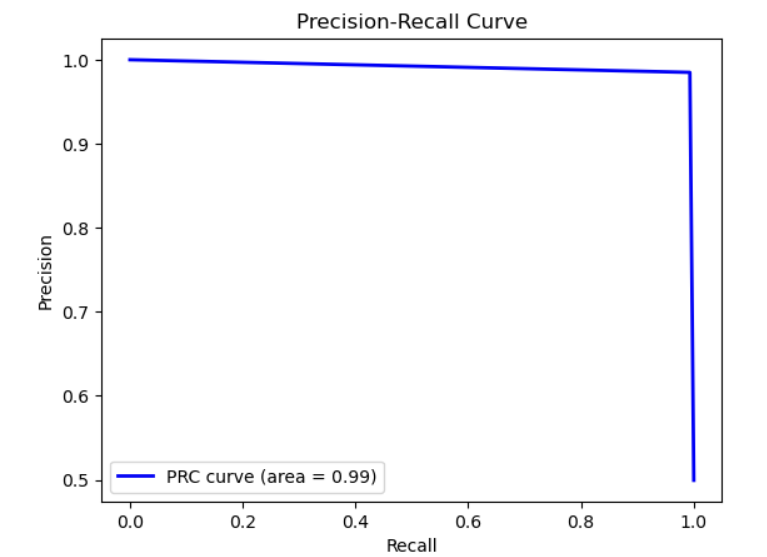 Precision-Recall Curve
1.0
0.9
0.8
0.7
0.6
0.5
Precision
PRC curve (area = 0.99)
0.0 0.2 0.4 0.6 0.8 1.0
Recall